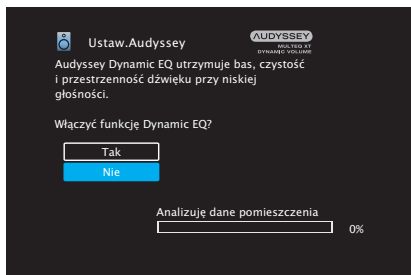 Ustaw.Audyssey
AUDYSSEY
MULTEQ XT
DYNAMIC VOLUME
Audyssey Dynamic EQ utrzymuje bas, czystość
i przestrzenność dźwięku przy niskiej
głośności.
Włączyć funkcję Dynamic EQ?
Tak
Nie
Analizuję dane pomieszczenia
0%